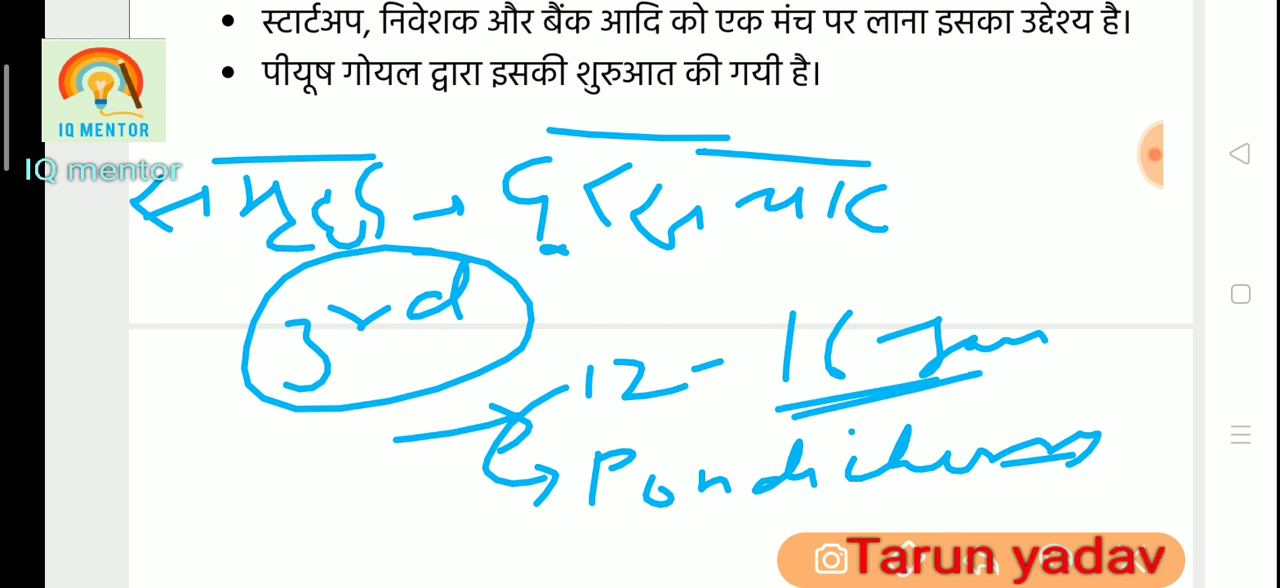 स्टार्टअप, निवेशक और बैंक आदि को एक मंच पर लाना इसका उद्देश्य है।
पीयूष गोयल द्वारा इसकी शुरुआत की गयी है।
IQ MENTOR
IQ mentor
3rd
12 - 16 Jan
Pondicherry
Tarun yadav